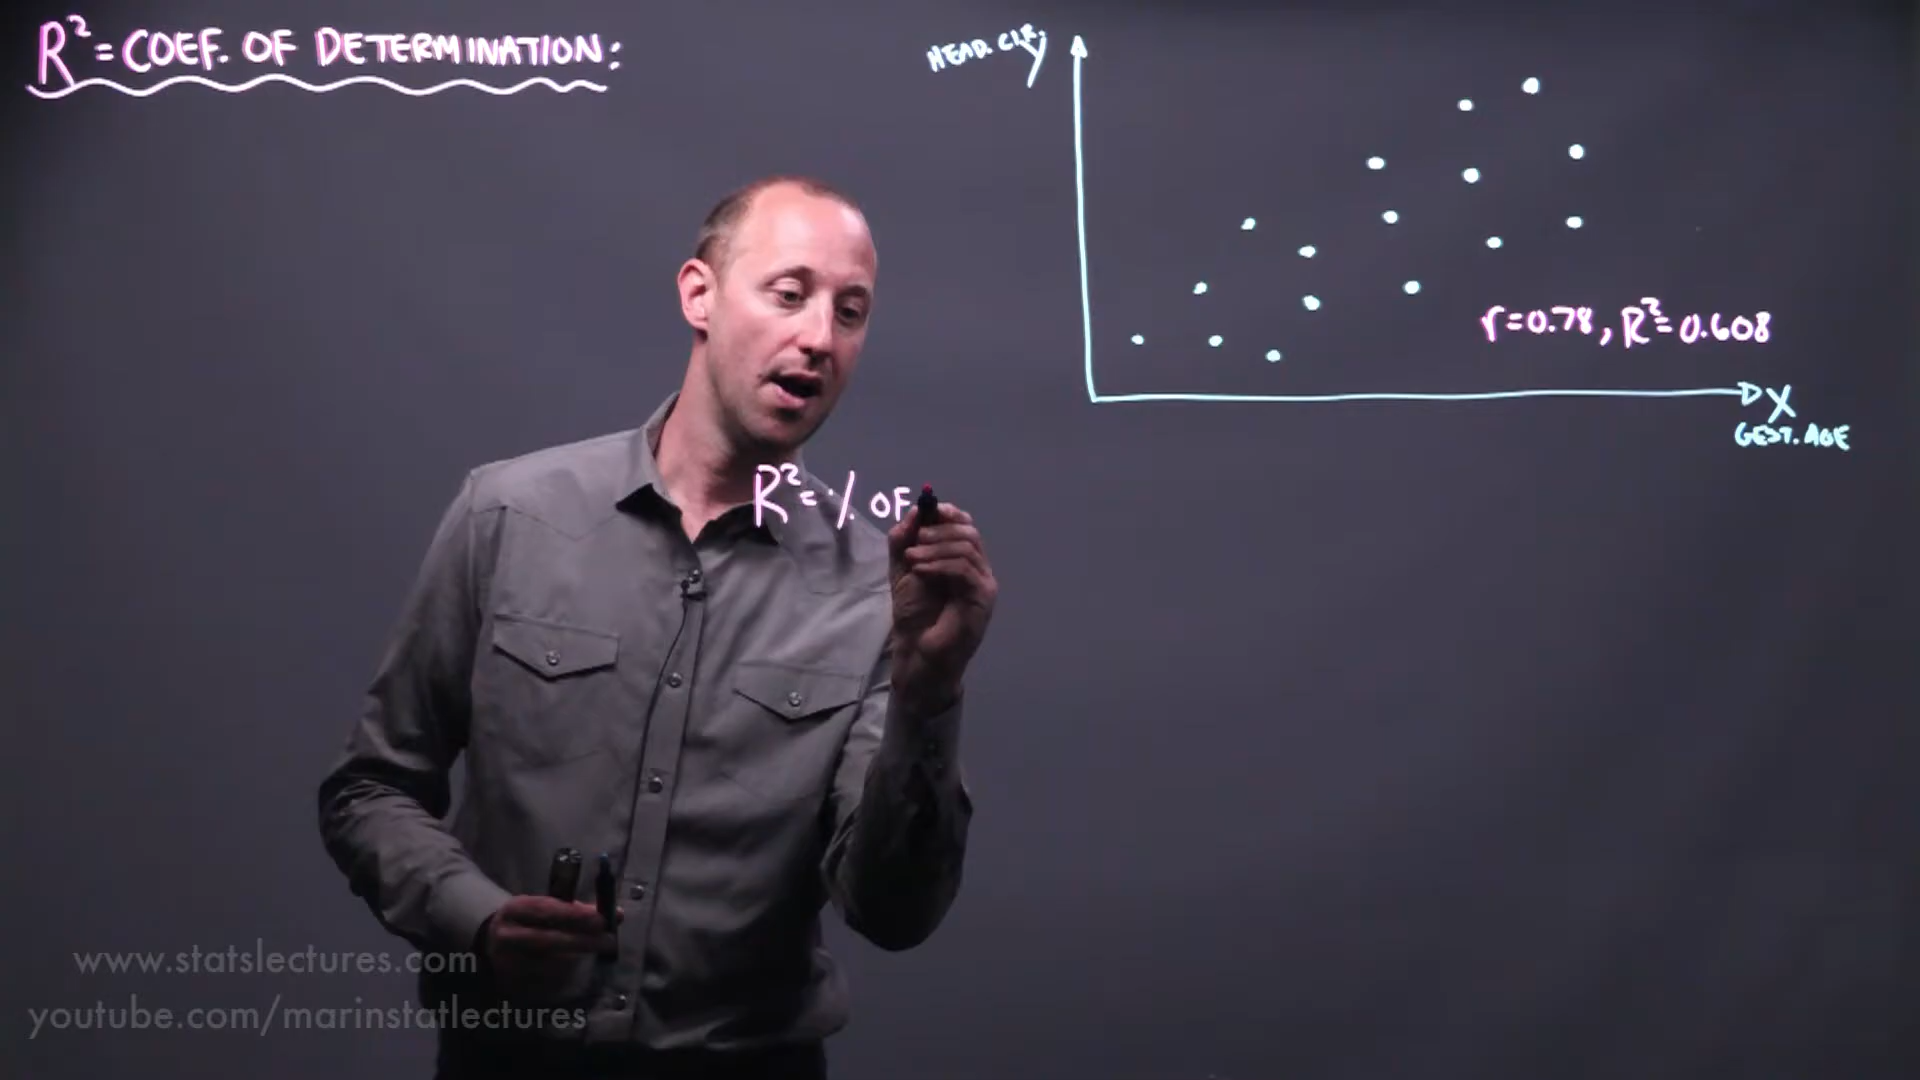 R²=COEF. OF DETERMINATION:
HEAD. CIR.
Y
r=0.78, R²=0.608
X
GEST. AGE
R²=% OF
www.statslectures.com
youtube.com/marinstatlectures